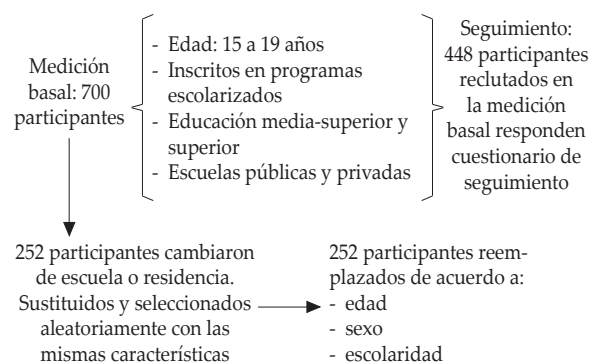 Medición
basal: 700
participantes
- Edad: 15 a 19 años
- Inscritos en programas
escolarizados
- Educación media-superior y
superior
- Escuelas públicas y privadas
Seguimiento:
448 participantes
reclutados en
la medición
basal responden
cuestionario de
seguimiento
252 participantes cambiaron
de escuela o residencia.
Sustituidos y seleccionados
aleatoriamente con las
mismas características
252 participantes reem-
plazados de acuerdo a:
- edad
- sexo
- escolaridad